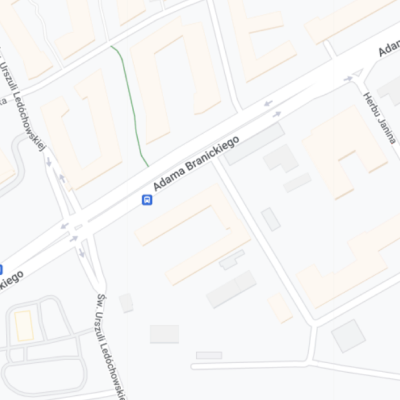 Adam
Św. Urszuli Ledóchowskiej
Herbu Janina
Adama Branickiego
kiego
Św. Urszuli Ledóchowskiej